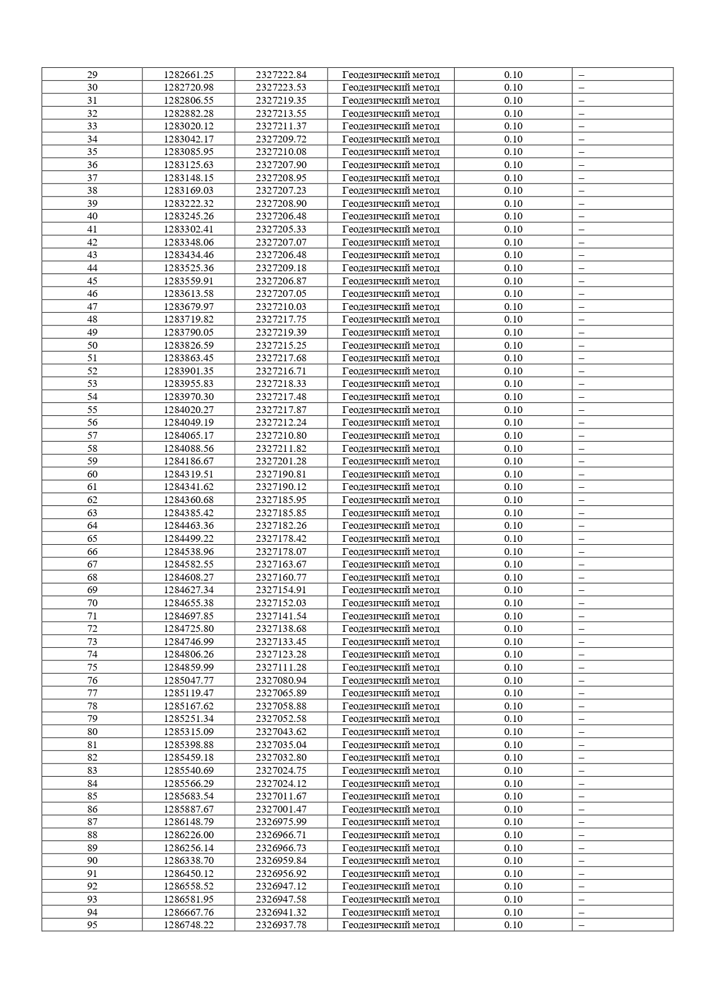 29 1282661.25 2327222.84 Геодезический метод 0.10 –
30 1282720.98 2327223.53 Геодезический метод 0.10 –
31 1282806.55 2327219.35 Геодезический метод 0.10 –
32 1282882.28 2327213.55 Геодезический метод 0.10 –
33 1283020.12 2327211.37 Геодезический метод 0.10 –
34 1283042.17 2327209.72 Геодезический метод 0.10 –
35 1283085.95 2327210.08 Геодезический метод 0.10 –
36 1283125.63 2327207.90 Геодезический метод 0.10 –
37 1283148.15 2327208.95 Геодезический метод 0.10 –
38 1283169.03 2327207.23 Геодезический метод 0.10 –
39 1283222.32 2327208.90 Геодезический метод 0.10 –
40 1283245.26 2327206.48 Геодезический метод 0.10 –
41 1283302.41 2327205.33 Геодезический метод 0.10 –
42 1283348.06 2327207.07 Геодезический метод 0.10 –
43 1283434.46 2327206.48 Геодезический метод 0.10 –
44 1283525.36 2327209.18 Геодезический метод 0.10 –
45 1283559.91 2327206.87 Геодезический метод 0.10 –
46 1283613.58 2327207.05 Геодезический метод 0.10 –
47 1283679.97 2327210.03 Геодезический метод 0.10 –
48 1283719.82 2327217.75 Геодезический метод 0.10 –
49 1283790.05 2327219.39 Геодезический метод 0.10 –
50 1283826.59 2327215.25 Геодезический метод 0.10 –
51 1283863.45 2327217.68 Геодезический метод 0.10 –
52 1283901.35 2327216.71 Геодезический метод 0.10 –
53 1283955.83 2327218.33 Геодезический метод 0.10 –
54 1283970.30 2327217.48 Геодезический метод 0.10 –
55 1284020.27 2327217.87 Геодезический метод 0.10 –
56 1284049.19 2327212.24 Геодезический метод 0.10 –
57 1284065.17 2327210.80 Геодезический метод 0.10 –
58 1284088.56 2327211.82 Геодезический метод 0.10 –
59 1284186.67 2327201.28 Геодезический метод 0.10 –
60 1284319.51 2327190.81 Геодезический метод 0.10 –
61 1284341.62 2327190.12 Геодезический метод 0.10 –
62 1284360.68 2327185.95 Геодезический метод 0.10 –
63 1284385.42 2327185.85 Геодезический метод 0.10 –
64 1284463.36 2327182.26 Геодезический метод 0.10 –
65 1284499.22 2327178.42 Геодезический метод 0.10 –
66 1284538.96 2327178.07 Геодезический метод 0.10 –
67 1284582.55 2327163.67 Геодезический метод 0.10 –
68 1284608.27 2327160.77 Геодезический метод 0.10 –
69 1284627.34 2327154.91 Геодезический метод 0.10 –
70 1284655.38 2327152.03 Геодезический метод 0.10 –
71 1284697.85 2327141.54 Геодезический метод 0.10 –
72 1284725.80 2327138.68 Геодезический метод 0.10 –
73 1284746.99 2327133.45 Геодезический метод 0.10 –
74 1284806.26 2327123.28 Геодезический метод 0.10 –
75 1284859.99 2327111.28 Геодезический метод 0.10 –
76 1285047.77 2327080.94 Геодезический метод 0.10 –
77 1285119.47 2327065.89 Геодезический метод 0.10 –
78 1285167.62 2327058.88 Геодезический метод 0.10 –
79 1285251.34 2327052.58 Геодезический метод 0.10 –
80 1285315.09 2327043.62 Геодезический метод 0.10 –
81 1285398.88 2327035.04 Геодезический метод 0.10 –
82 1285459.18 2327032.80 Геодезический метод 0.10 –
83 1285540.69 2327024.75 Геодезический метод 0.10 –
84 1285566.29 2327024.12 Геодезический метод 0.10 –
85 1285683.54 2327011.67 Геодезический метод 0.10 –
86 1285887.67 2327001.47 Геодезический метод 0.10 –
87 1286148.79 2326975.99 Геодезический метод 0.10 –
88 1286226.00 2326966.71 Геодезический метод 0.10 –
89 1286256.14 2326966.73 Геодезический метод 0.10 –
90 1286338.70 2326959.84 Геодезический метод 0.10 –
91 1286450.12 2326956.92 Геодезический метод 0.10 –
92 1286558.52 2326947.12 Геодезический метод 0.10 –
93 1286581.95 2326947.58 Геодезический метод 0.10 –
94 1286667.76 2326941.32 Геодезический метод 0.10 –
95 1286748.22 2326937.78 Геодезический метод 0.10 –